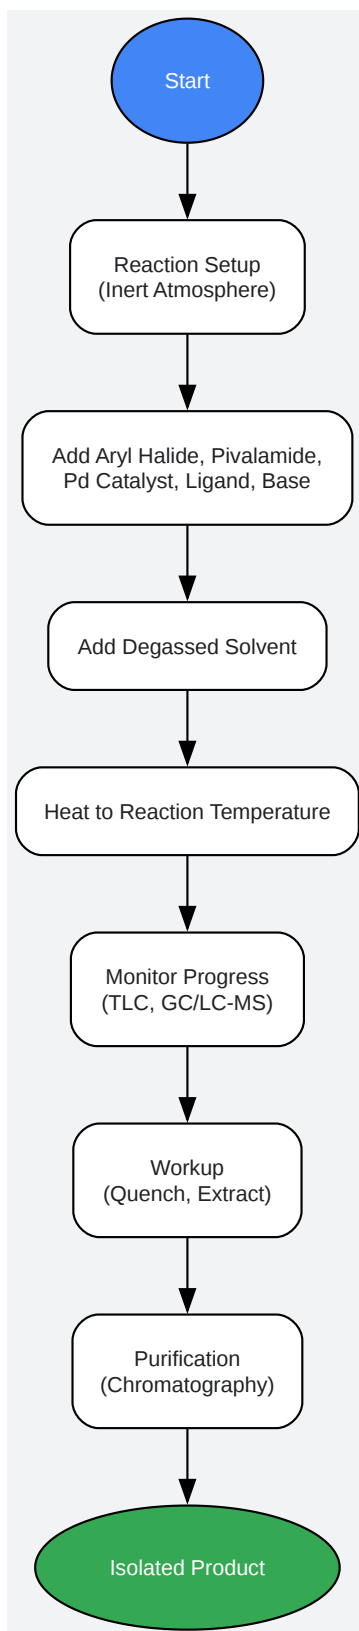 Start
Reaction Setup
(Inert Atmosphere)
Add Aryl Halide, Pivalamide,
Pd Catalyst, Ligand, Base
Add Degassed Solvent
Heat to Reaction Temperature
Monitor Progress
(TLC, GC/LC-MS)
Workup
(Quench, Extract)
Purification
(Chromatography)
Isolated Product